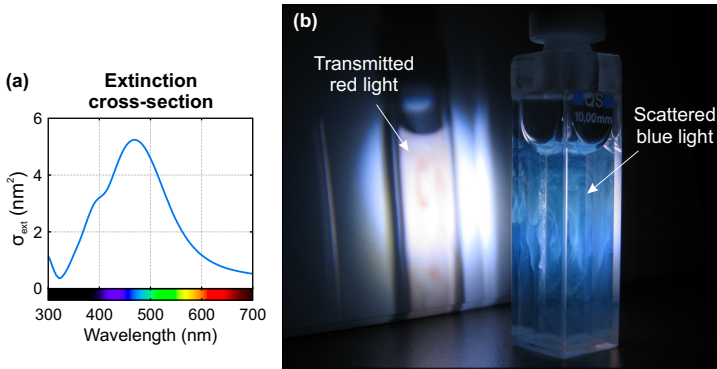 (a)
Extinction
cross-section
σext (nm²)
6
4
2
0
300 400 500 600 700
Wavelength (nm)
(b)
Transmitted
red light
QS
10,00mm
Scattered
blue light